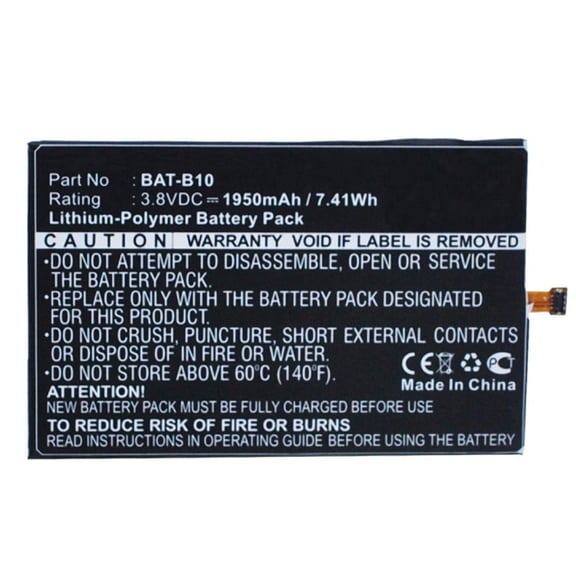 Part No : BAT-B10
Rating : 3.8VDC⎓1950mAh / 7.41Wh
Lithium-Polymer Battery Pack
CAUTION WARRANTY VOID IF LABEL IS REMOVED
•DO NOT ATTEMPT TO DISASSEMBLE, OPEN OR SERVICE
THE BATTERY PACK.
•REPLACE ONLY WITH A BATTERY PACK DESIGNATED FOR
THIS PRODUCT.
•DO NOT CRUSH, PUNCTURE, SHORT EXTERNAL CONTACTS
OR DISPOSE OF IN FIRE OR WATER.
•DO NOT STORE ABOVE 60°C (140°F).
CE
Made In China
ATTENTION!
NEW BATTERY PACK MUST BE FULLY CHARGED BEFORE USE
TO REDUCE RISK OF FIRE OR BURNS
READ INSTRUCTIONS IN OPERATING GUIDE BEFORE USING THE BATTERY